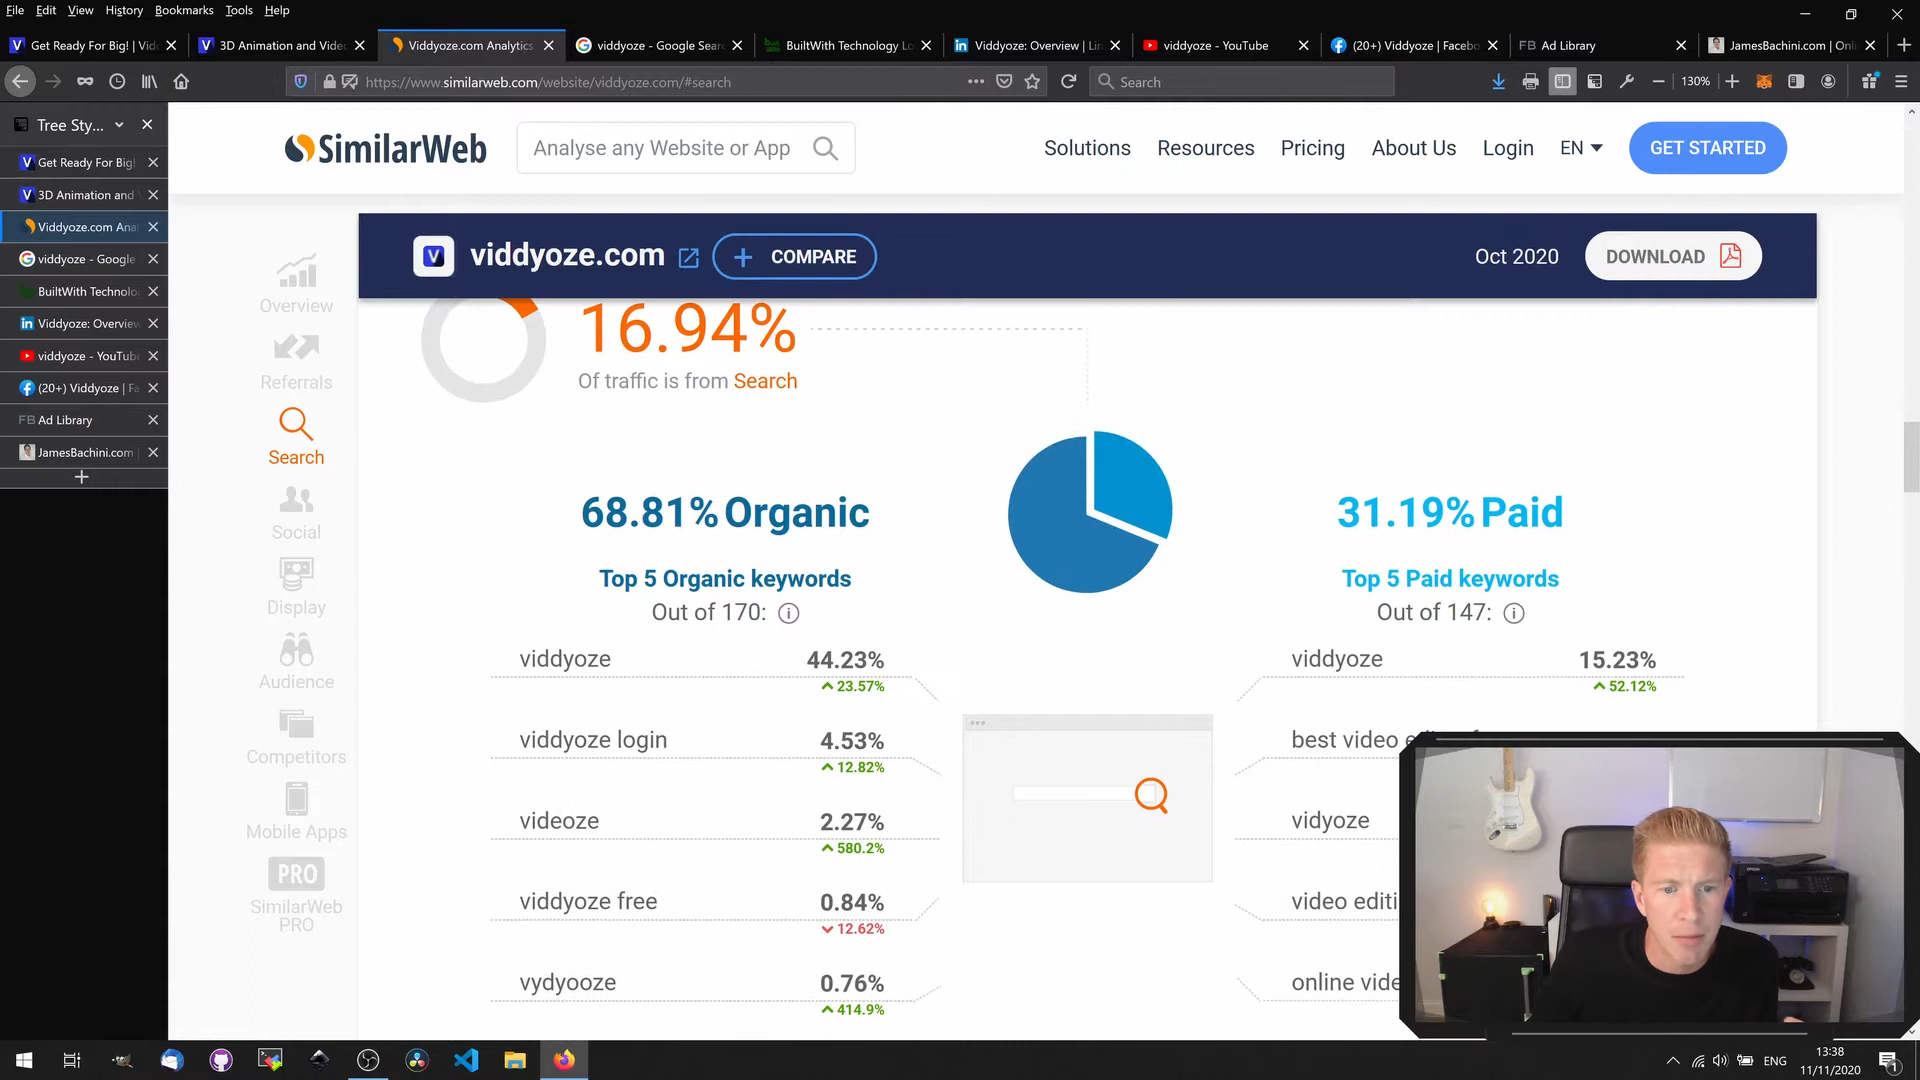 File Edit View History Bookmarks Tools Help
Get Ready For Big! | Vid
3D Animation and Video
Viddyoze.com Analytics
viddyoze - Google Sear
BuiltWith Technology Lo
Viddyoze: Overview | Lin
viddyoze - YouTube
(20+) Viddyoze | Facebo
FB Ad Library
JamesBachini.com | Onl
https://www.similarweb.com/website/viddyoze.com/#search
Search
130%
Tree Sty...
Get Ready For Big!
3D Animation and
Viddyoze.com Ana
viddyoze - Google
BuiltWith Technolo
Viddyoze: Overview
viddyoze - YouTub
(20+) Viddyoze | Fa
FB Ad Library
JamesBachini.com |
SimilarWeb
Analyse any Website or App
Solutions
Resources
Pricing
About Us
Login
EN
GET STARTED
viddyoze.com
COMPARE
Oct 2020
DOWNLOAD
Overview
Referrals
Search
Social
Display
Audience
Competitors
Mobile Apps
PRO
SimilarWeb
PRO
16.94%
Of traffic is from Search
68.81% Organic
Top 5 Organic keywords
Out of 170:
viddyoze 44.23%
23.57%
viddyoze login 4.53%
12.82%
videoze 2.27%
580.2%
viddyoze free 0.84%
12.62%
vydyooze 0.76%
414.9%
31.19% Paid
Top 5 Paid keywords
Out of 147:
viddyoze 15.23%
52.12%
best video
vidyoze
video editi
online vide
EPSON
ENG
13:38
11/11/2020
1